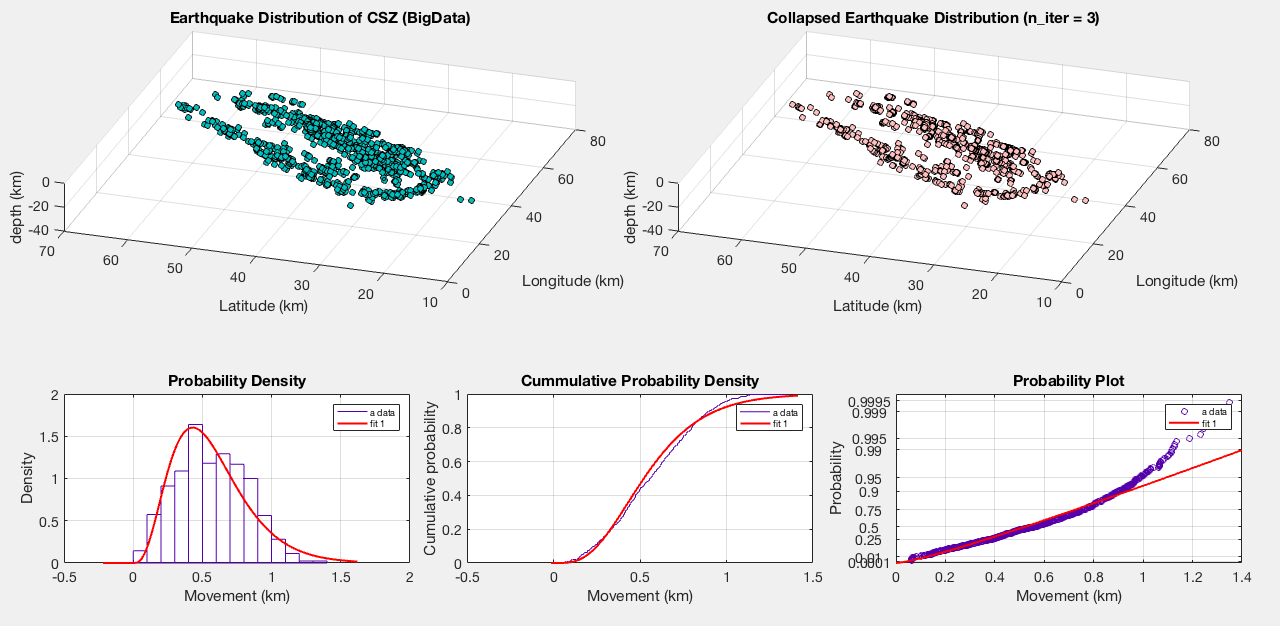 Earthquake Distribution of CSZ (BigData)
0
-20
-40
depth (km)
70
60
50
40
30
20
10
Latitude (km)
0
20
40
60
80
Longitude (km)
Collapsed Earthquake Distribution (n_iter = 3)
0
-20
-40
depth (km)
70
60
50
40
30
20
10
Latitude (km)
0
20
40
60
80
Longitude (km)
Probability Density
2
1.5
1
0.5
0
Density
-0.5 0 0.5 1 1.5 2
Movement (km)
a data
fit 1
Cummulative Probability Density
1
0.8
0.6
0.4
0.2
0
Cumulative probability
-0.5 0 0.5 1 1.5
Movement (km)
a data
fit 1
Probability Plot
0.9995
0.999
0.995
0.99
0.95
0.9
0.75
0.5
0.25
0.0001
Probability
0 0.2 0.4 0.6 0.8 1 1.2 1.4
Movement (km)
a data
fit 1